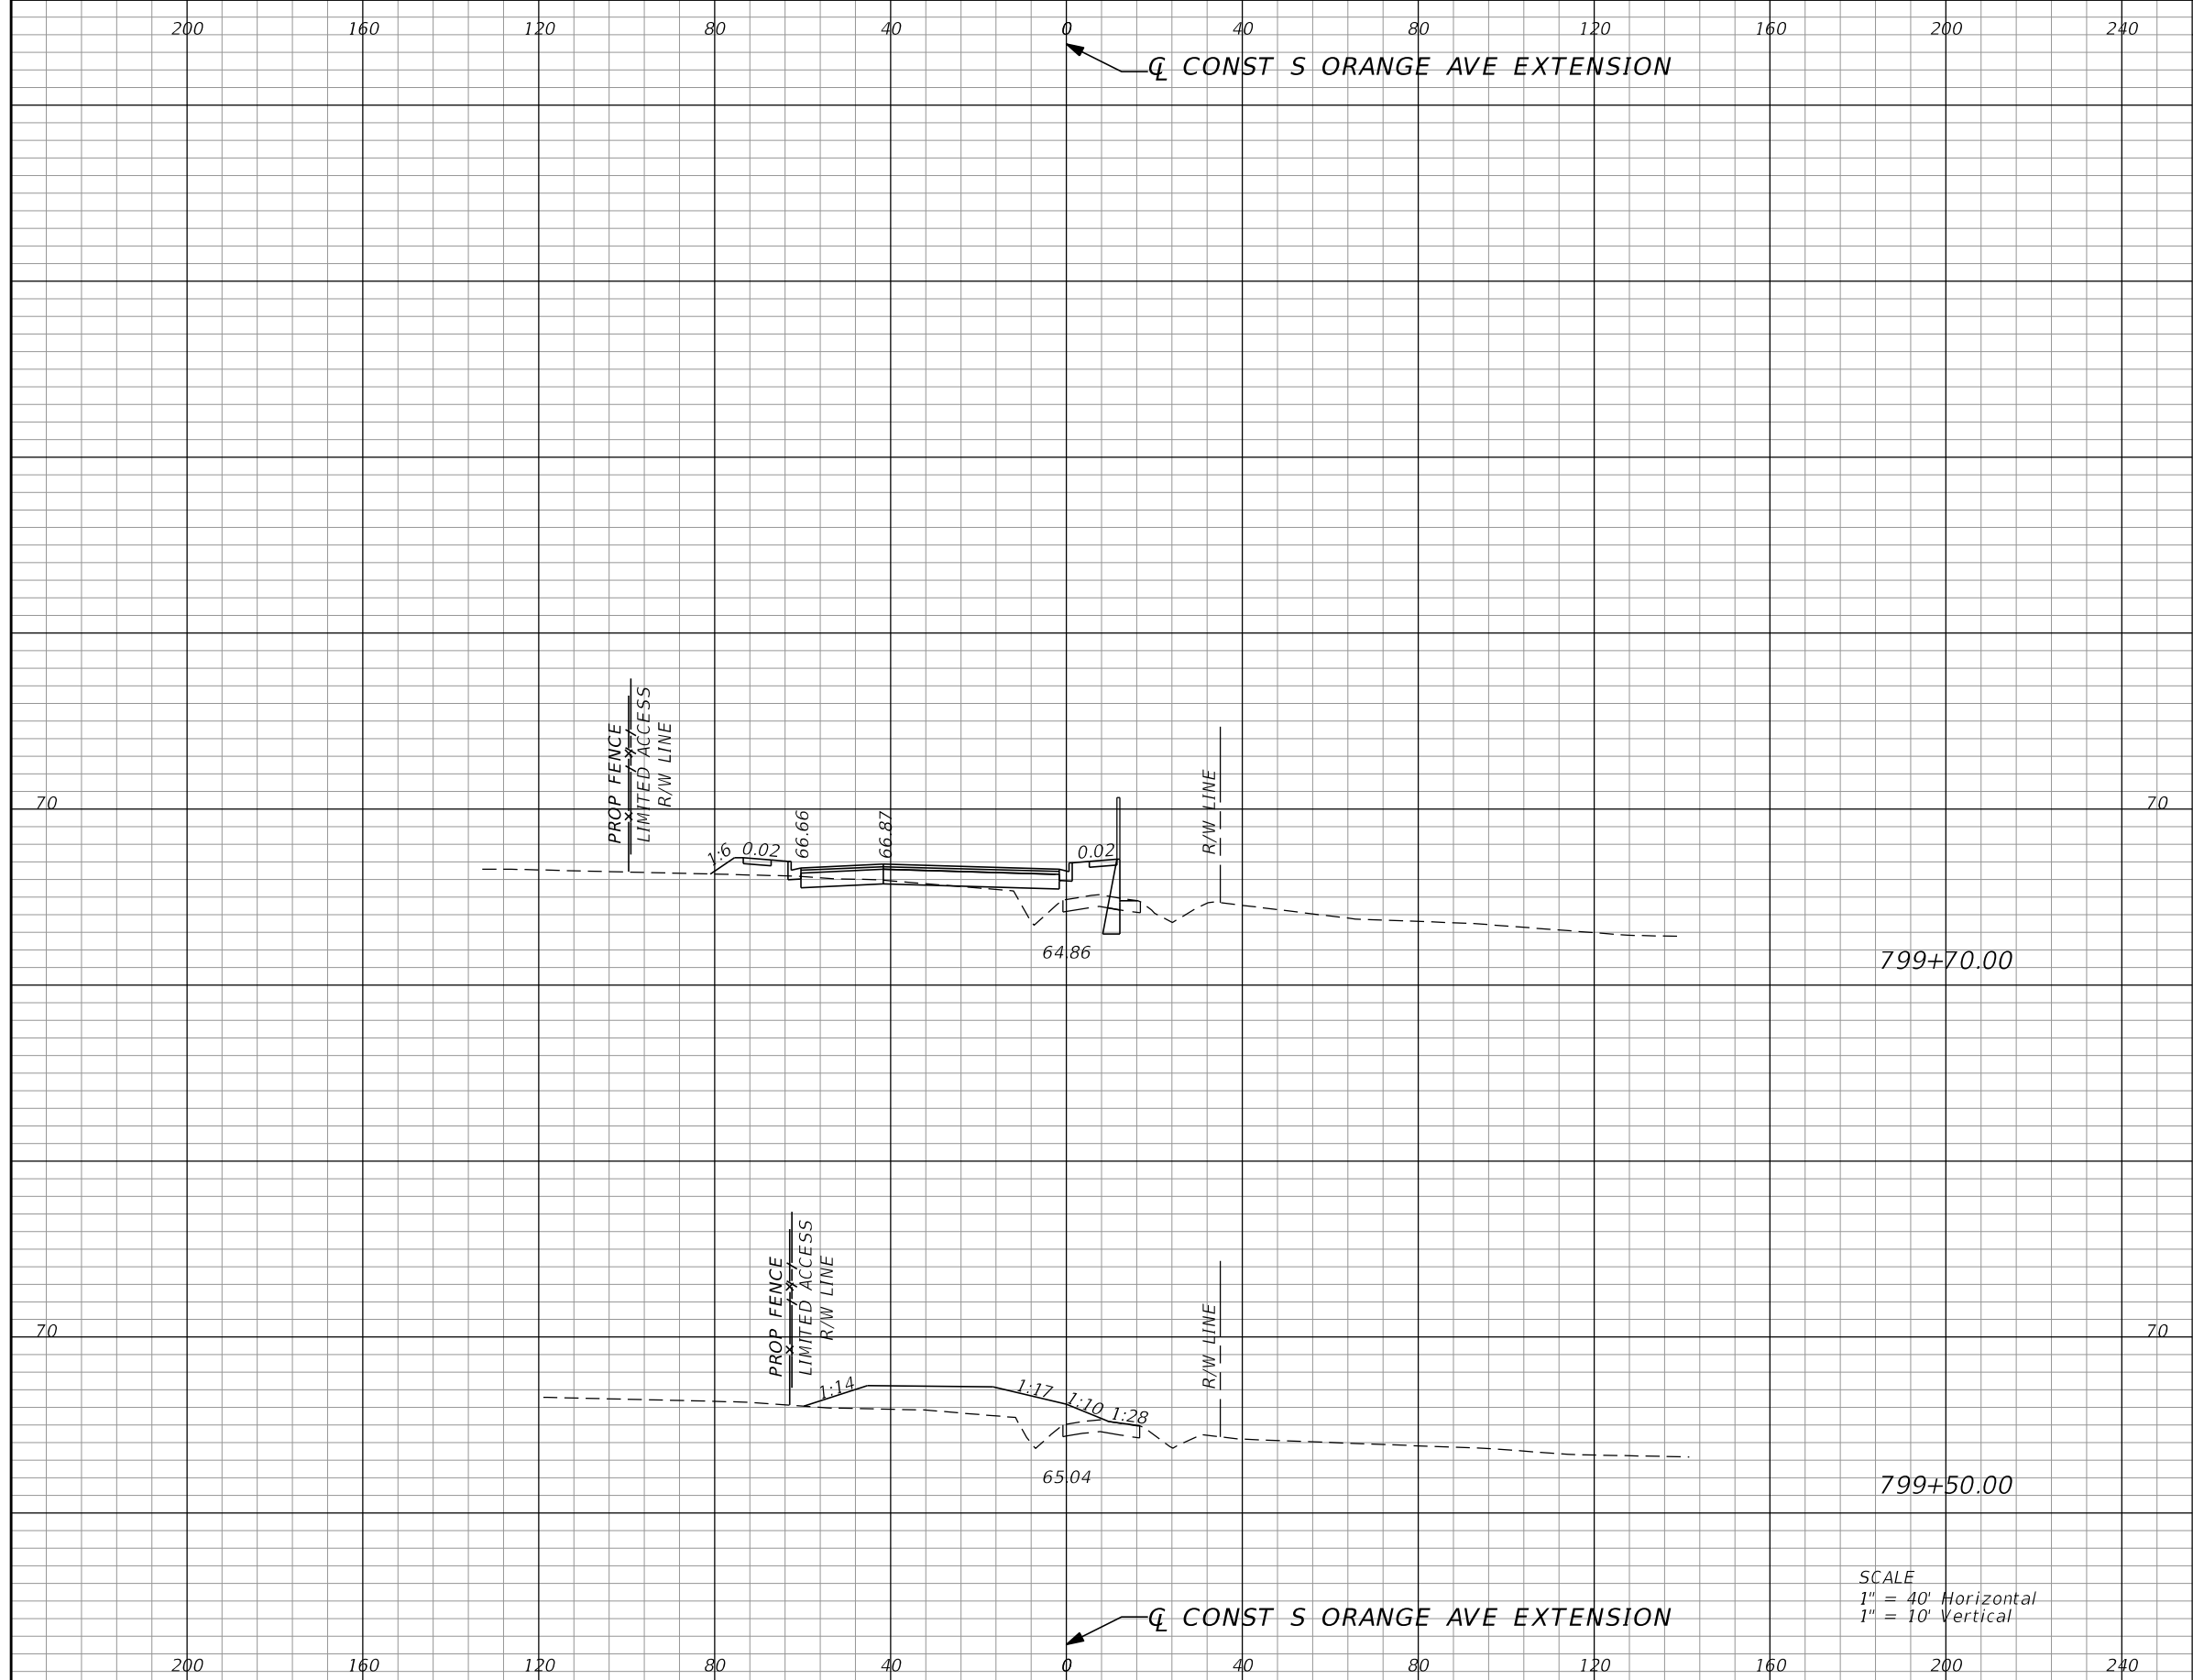 200 160 120 80 40 0 40 80 120 160 200 240
℄ CONST S ORANGE AVE EXTENSION
PROP FENCE
LIMITED ACCESS
R/W LINE
R/W LINE
70 70
1:6 0.02 66.66 66.87 0.02
64.86
799+70.00
PROP FENCE
LIMITED ACCESS
R/W LINE
R/W LINE
70 70
1:14 1:17 1:10 1:28
65.04
799+50.00
SCALE
1" = 40' Horizontal
1" = 10' Vertical
℄ CONST S ORANGE AVE EXTENSION
200 160 120 80 40 0 40 80 120 160 200 240